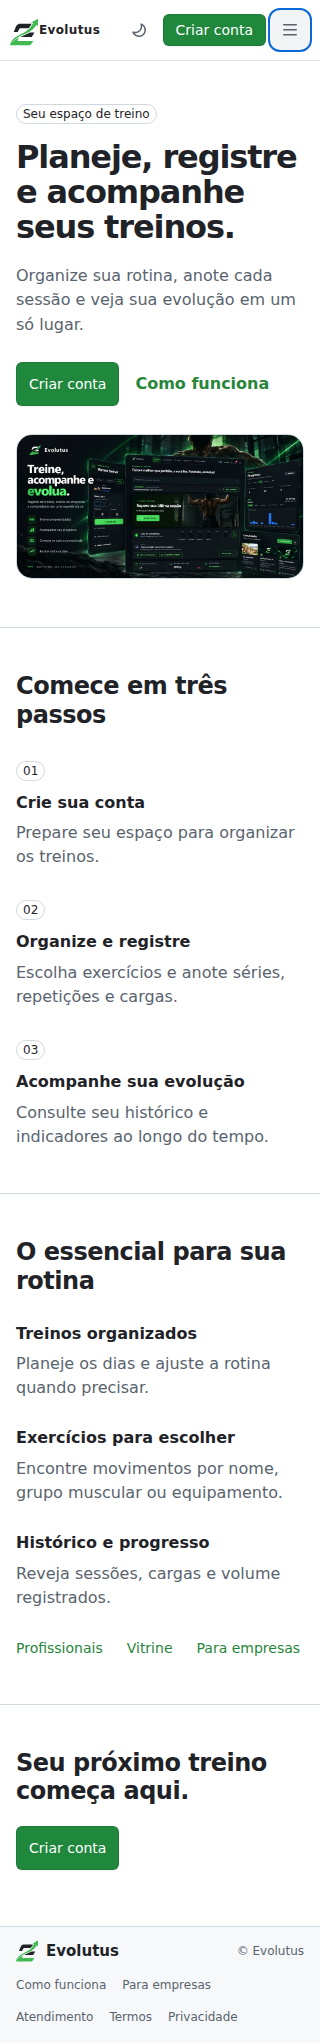 Evolutus
Criar conta
Seu espaço de treino
Planeje, registre
e acompanhe
seus treinos.
Organize sua rotina, anote cada
sessão e veja sua evolução em um
só lugar.
Criar conta
Como funciona
Evolutus
Treine,
acompanhe e
evolua.
Comece em três
passos
01
Crie sua conta
Prepare seu espaço para organizar
os treinos.
02
Organize e registre
Escolha exercícios e anote séries,
repetições e cargas.
03
Acompanhe sua evolução
Consulte seu histórico e
indicadores ao longo do tempo.
O essencial para sua
rotina
Treinos organizados
Planeje os dias e ajuste a rotina
quando precisar.
Exercícios para escolher
Encontre movimentos por nome,
grupo muscular ou equipamento.
Histórico e progresso
Reveja sessões, cargas e volume
registrados.
Profissionais Vitrine Para empresas
Seu próximo treino
começa aqui.
Criar conta
Evolutus
© Evolutus
Como funciona Para empresas
Atendimento Termos Privacidade